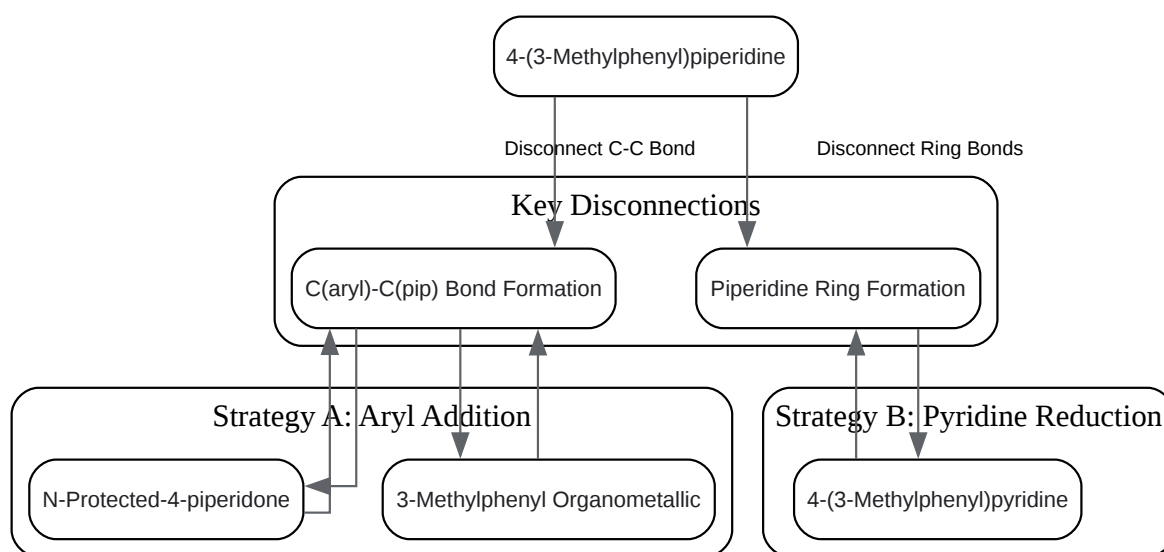 4-(3-Methylphenyl)piperidine
Disconnect C-C Bond
Disconnect Ring Bonds
Key Disconnections
C(aryl)-C(pip) Bond Formation
Piperidine Ring Formation
Strategy A: Aryl Addition
Strategy B: Pyridine Reduction
N-Protected-4-piperidone
3-Methylphenyl Organometallic
4-(3-Methylphenyl)pyridine